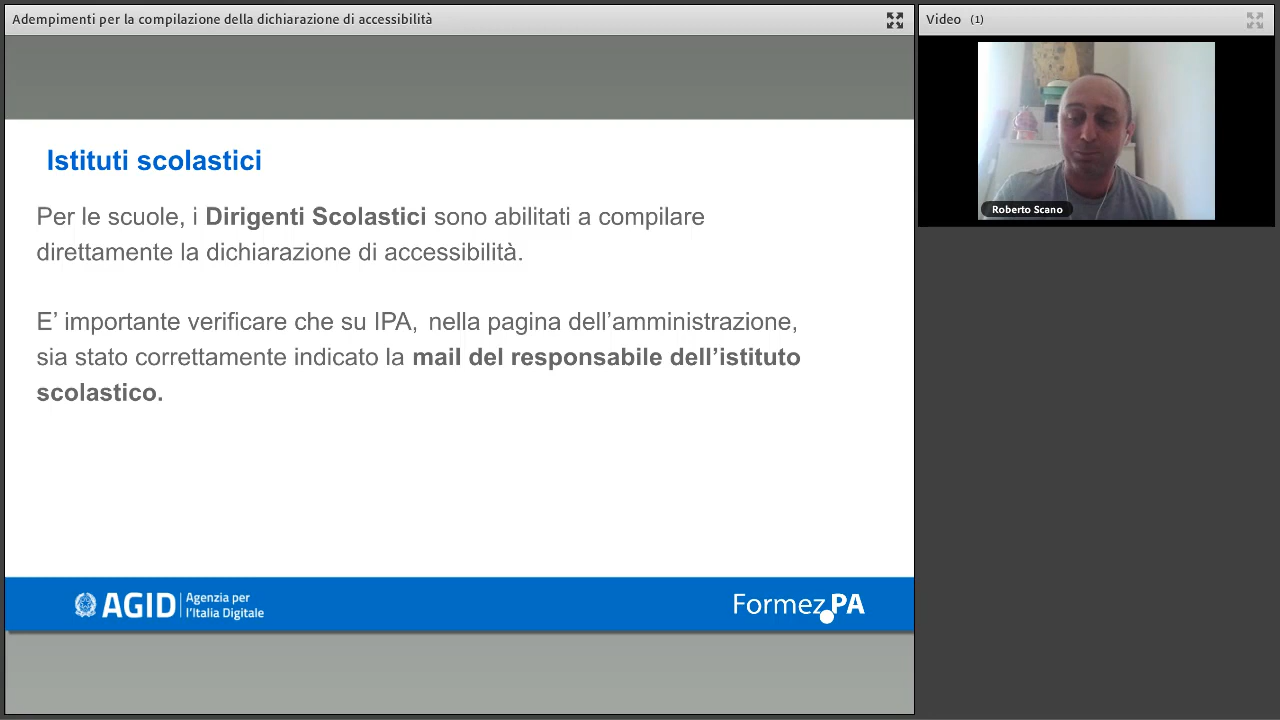 Adempimenti per la compilazione della dichiarazione di accessibilità
Video (1)
Roberto Scano
Istituti scolastici
Per le scuole, i Dirigenti Scolastici sono abilitati a compilare
direttamente la dichiarazione di accessibilità.
E’ importante verificare che su IPA, nella pagina dell’amministrazione,
sia stato correttamente indicato la mail del responsabile dell’istituto
scolastico.
AGID Agenzia per
l’Italia Digitale
Formez.PA